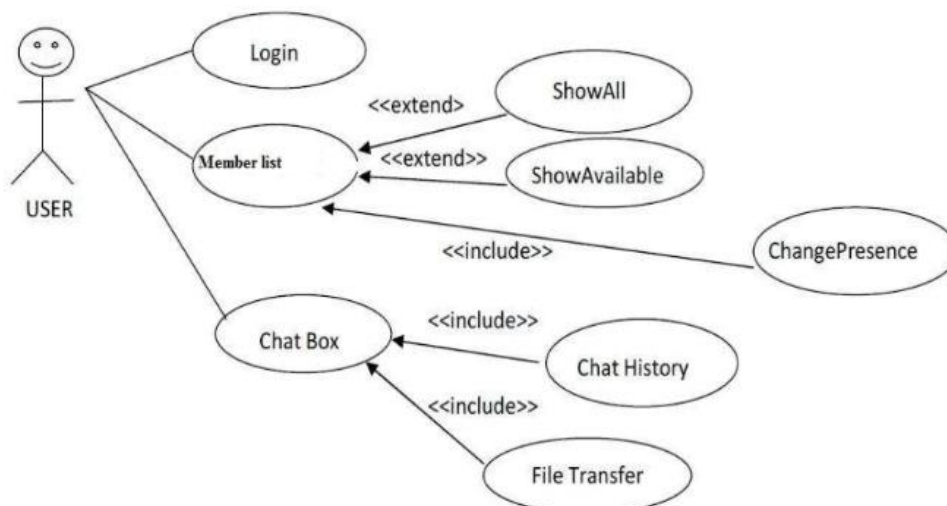 Login
ShowAll
<<extend>
Member list
<<extend>>
ShowAvailable
USER
<<include>>
ChangePresence
<<include>>
Chat Box
Chat History
<<include>>
File Transfer